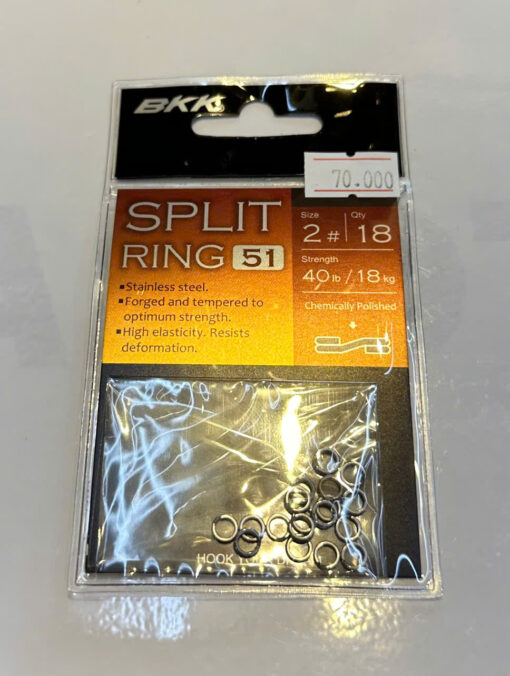 BKK
70.000
SPLIT
RING 51
Size
2#
Qty
18
Strength
40lb/18kg
Chemically Polished
▪Stainless steel.
▪Forged and tempered to
optimum strength.
▪High elasticity. Resists
deformation.
HOOK